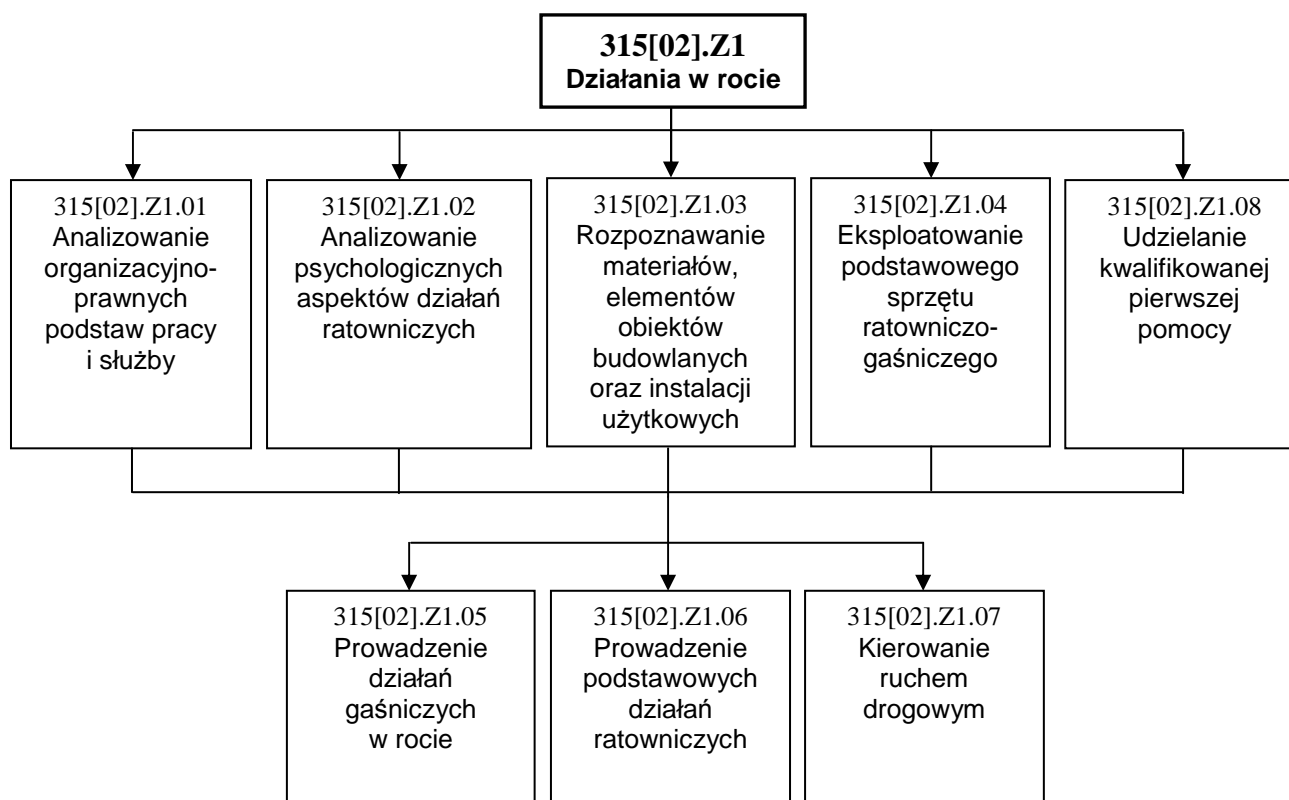 315[02].Z1
Działania w rocie
315[02].Z1.01
Analizowanie
organizacyjno-
prawnych
podstaw pracy
i służby
315[02].Z1.02
Analizowanie
psychologicznych
aspektów działań
ratowniczych
315[02].Z1.03
Rozpoznawanie
materiałów,
elementów
obiektów
budowlanych
oraz instalacji
użytkowych
315[02].Z1.04
Eksploatowanie
podstawowego
sprzętu
ratowniczo-
gaśniczego
315[02].Z1.08
Udzielanie
kwalifikowanej
pierwszej
pomocy
315[02].Z1.05
Prowadzenie
działań
gaśniczych
w rocie
315[02].Z1.06
Prowadzenie
podstawowych
działań
ratowniczych
315[02].Z1.07
Kierowanie
ruchem
drogowym